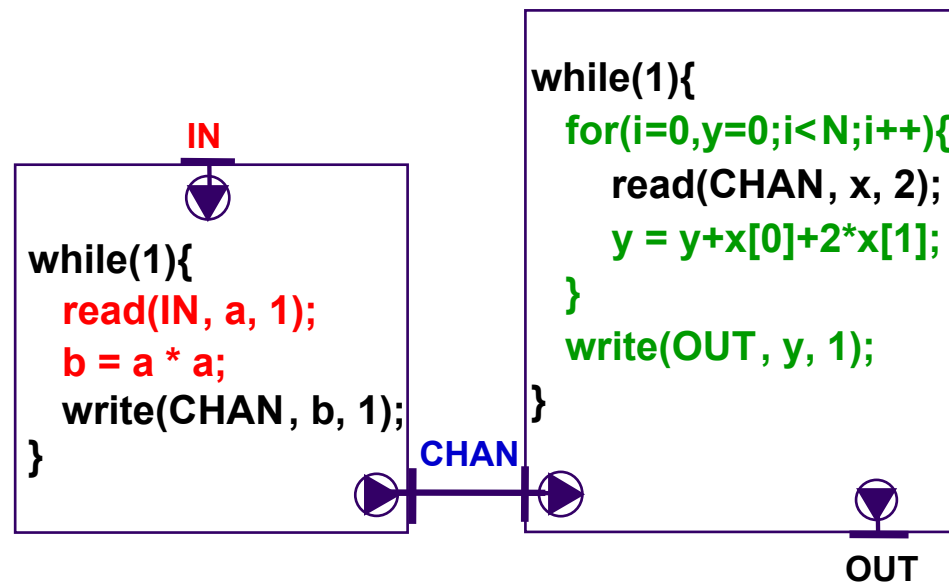 IN
while(1){
read(IN, a, 1);
b = a * a;
write(CHAN, b, 1);
}
CHAN
while(1){
for(i=0,y=0;i<N;i++){
read(CHAN, x, 2);
y = y+x[0]+2*x[1];
}
write(OUT, y, 1);
}
OUT